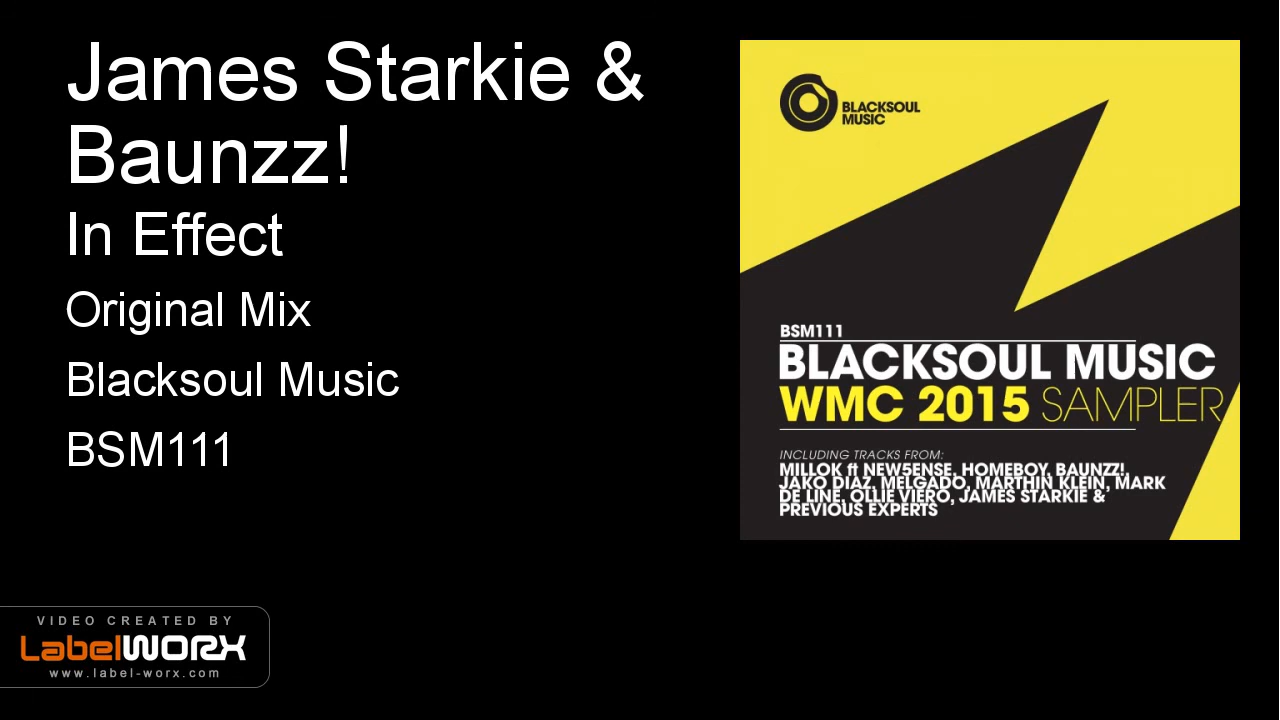 James Starkie &
Baunzz!
In Effect
Original Mix
Blacksoul Music
BSM111
BLACKSOUL
MUSIC
BSM111
BLACKSOUL MUSIC
WMC 2015 SAMPLER
INCLUDING TRACKS FROM:
MILLOK ft NEW5ENSE, HOMEBOY, BAUNZZ!,
JAKO DIAZ, MELGADO, MARTHIN KLEIN, MARK
DE LINE, OLLIE VIERO, JAMES STARKIE &
PREVIOUS EXPERTS
VIDEO CREATED BY
LabelWORX
www.label-worx.com